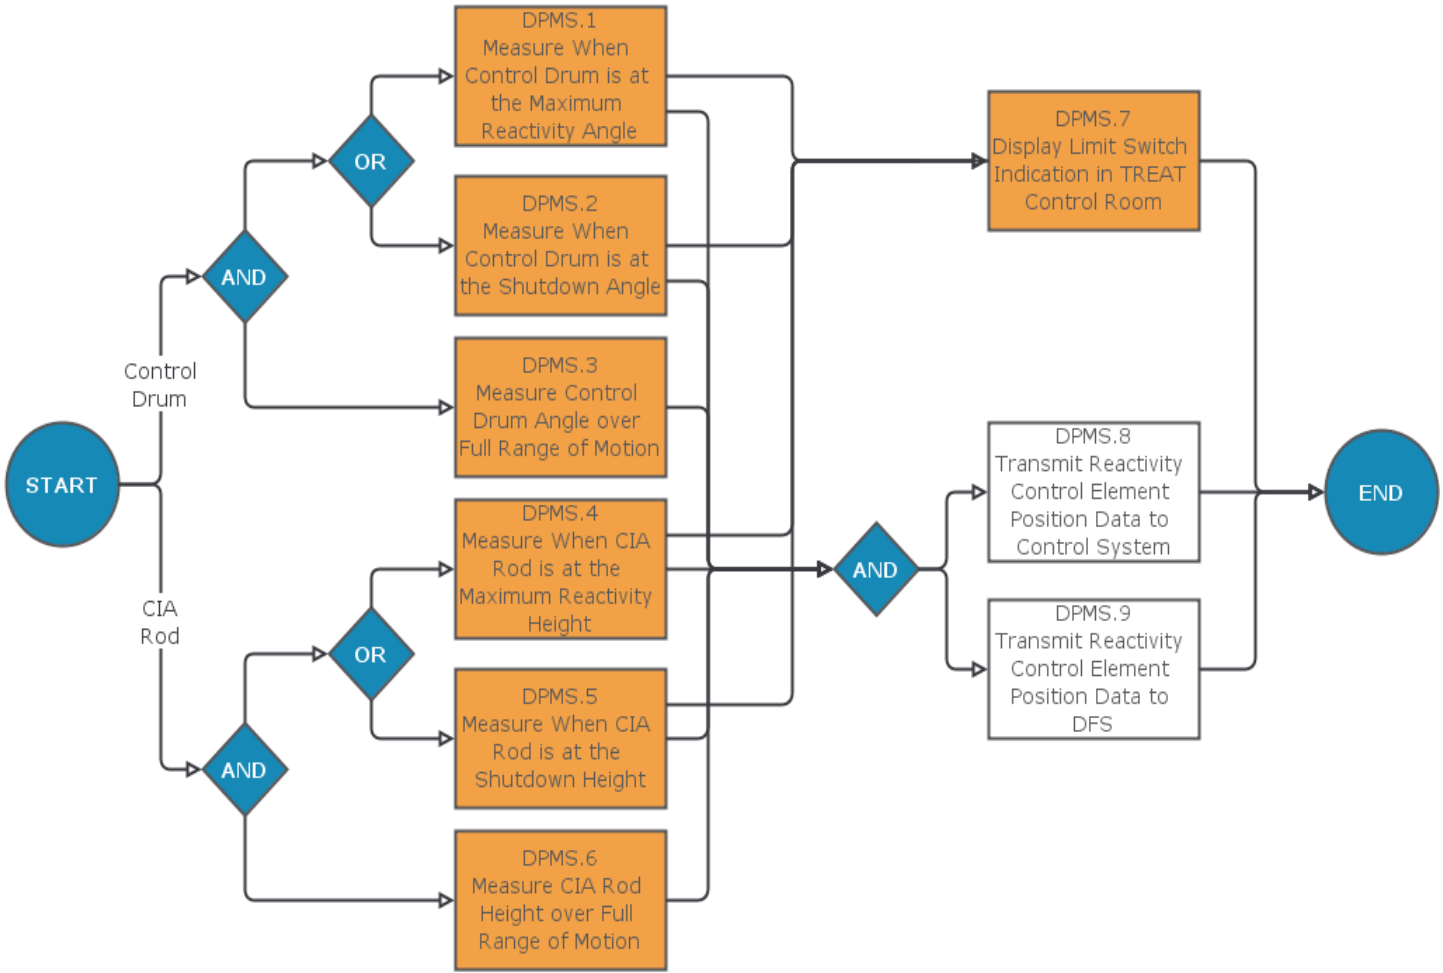 START
Control
Drum
CIA
Rod
AND
OR
AND
OR
DPMS.1
Measure When
Control Drum is at
the Maximum
Reactivity Angle
DPMS.2
Measure When
Control Drum is at
the Shutdown Angle
DPMS.3
Measure Control
Drum Angle over
Full Range of Motion
DPMS.4
Measure When CIA
Rod is at the
Maximum Reactivity
Height
DPMS.5
Measure When CIA
Rod is at the
Shutdown Height
DPMS.6
Measure CIA Rod
Height over Full
Range of Motion
AND
DPMS.7
Display Limit Switch
Indication in TREAT
Control Room
DPMS.8
Transmit Reactivity
Control Element
Position Data to
Control System
DPMS.9
Transmit Reactivity
Control Element
Position Data to
DFS
END